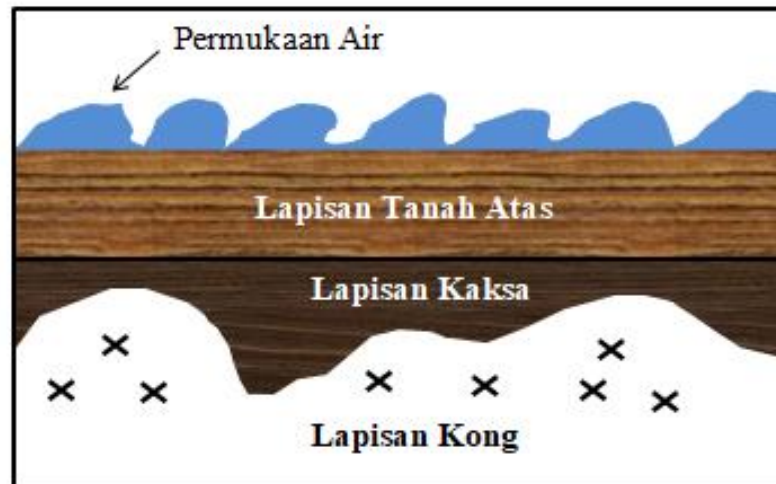 Permukaan Air
Lapisan Tanah Atas
Lapisan Kaksa
Lapisan Kong